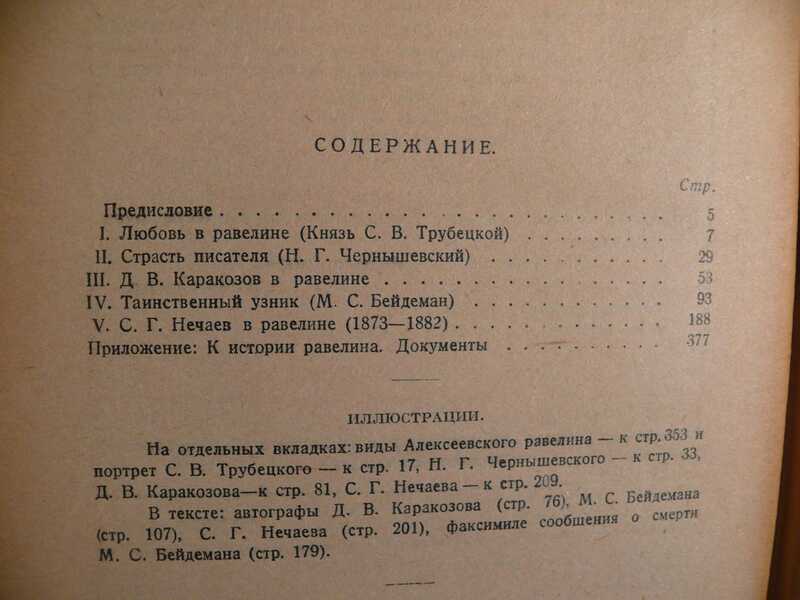 СОДЕРЖАНИЕ.
Стр.
Предисловие . . . . . . . . . . . . . . . . . . . . . . 5
I. Любовь в равелине (Князь С. В. Трубецкой) . . . . . . . . . 7
II. Страсть писателя (Н. Г. Чернышевский) . . . . . . . . . . 29
III. Д. В. Каракозов в равелине . . . . . . . . . . . . . . 53
IV. Таинственный узник (М. С. Бейдеман) . . . . . . . . . . . 93
V. С. Г. Нечаев в равелине (1873—1882) . . . . . . . . . . . . 188
Приложение: К истории равелина. Документы . . . . . . . . . . 377
ИЛЛЮСТРАЦИИ.
На отдельных вкладках: виды Алексеевского равелина — к стр. 353 и
портрет С. В. Трубецкого — к стр. 17, Н. Г. Чернышевского — к стр. 33,
Д. В. Каракозова—к стр. 81, С. Г. Нечаева — к стр. 209.
В тексте: автографы Д. В. Каракозова (стр. 76), М. С. Бейдемана
(стр. 107), С. Г. Нечаева (стр. 201), факсимиле сообщения о смерти
М. С. Бейдемана (стр. 179).